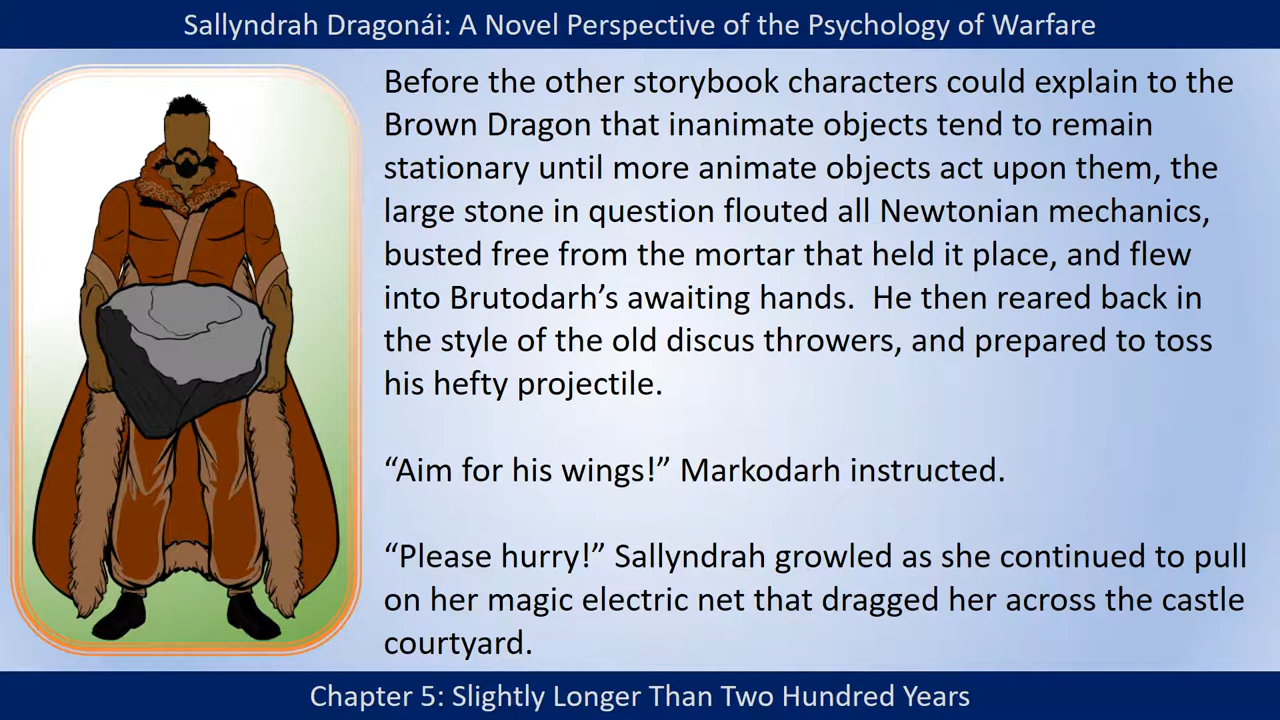 Sallyndrah Dragonái: A Novel Perspective of the Psychology of Warfare
Before the other storybook characters could explain to the
Brown Dragon that inanimate objects tend to remain
stationary until more animate objects act upon them, the
large stone in question flouted all Newtonian mechanics,
busted free from the mortar that held it place, and flew
into Brutodarh’s awaiting hands.  He then reared back in
the style of the old discus throwers, and prepared to toss
his hefty projectile.
“Aim for his wings!” Markodarh instructed.
“Please hurry!” Sallyndrah growled as she continued to pull
on her magic electric net that dragged her across the castle
courtyard.
Chapter 5: Slightly Longer Than Two Hundred Years